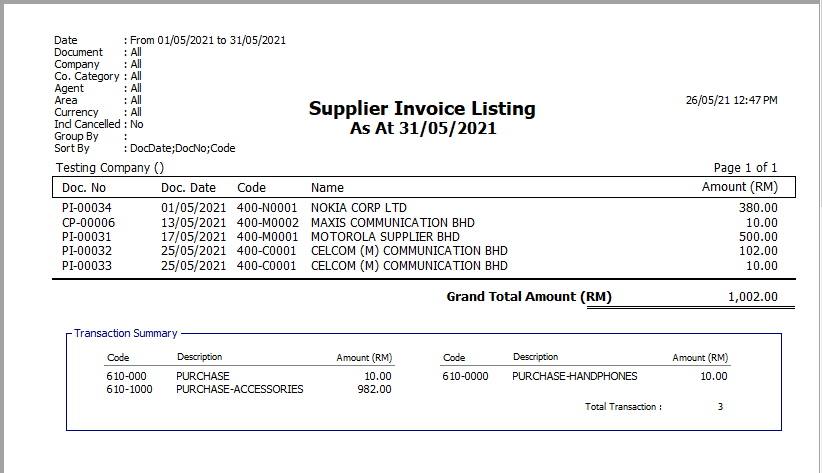 Date : From 01/05/2021 to 31/05/2021
Document : All
Company : All
Co. Category : All
Agent : All
Area : All
Currency : All
Incl Cancelled : No
Group By :
Sort By : DocDate;DocNo;Code
26/05/21 12:47 PM
Supplier Invoice Listing
As At 31/05/2021
Testing Company () Page 1 of 1
Doc. No Doc. Date Code Name Amount (RM)
PI-00034 01/05/2021 400-N0001 NOKIA CORP LTD 380.00
CP-00006 13/05/2021 400-M0002 MAXIS COMMUNICATION BHD 10.00
PI-00031 17/05/2021 400-M0001 MOTOROLA SUPPLIER BHD 500.00
PI-00032 25/05/2021 400-C0001 CELCOM (M) COMMUNICATION BHD 102.00
PI-00033 25/05/2021 400-C0001 CELCOM (M) COMMUNICATION BHD 10.00
Grand Total Amount (RM) 1,002.00
Transaction Summary
Code Description Amount (RM) Code Description Amount (RM)
610-000 PURCHASE 10.00 610-0000 PURCHASE-HANDPHONES 10.00
610-1000 PURCHASE-ACCESSORIES 982.00
Total Transaction : 3